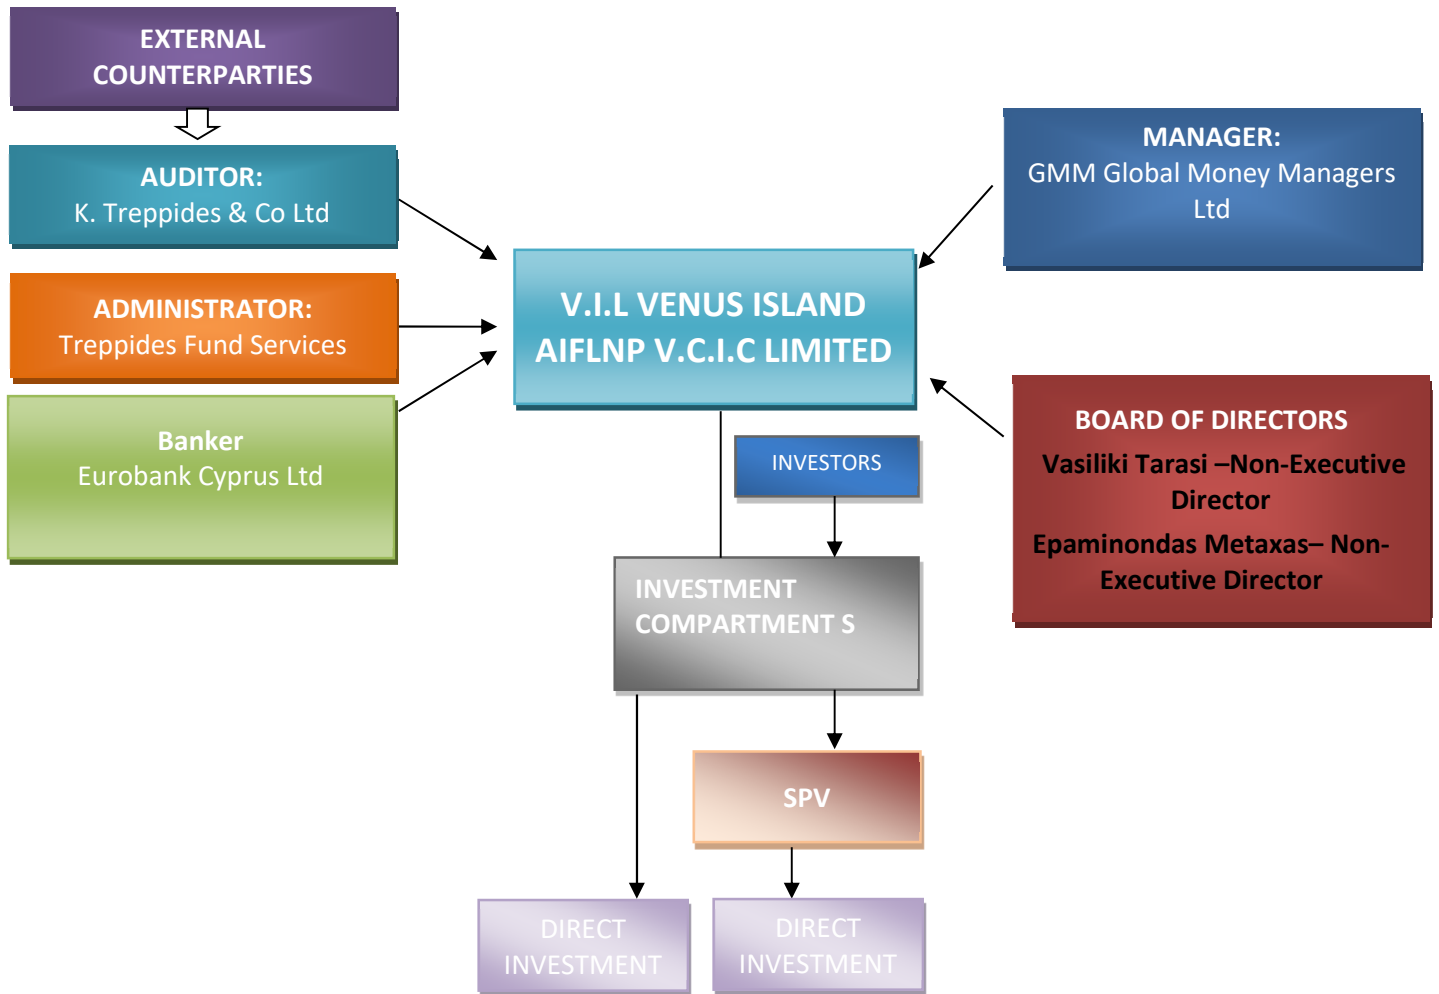 EXTERNAL
COUNTERPARTIES
AUDITOR:
K. Treppides & Co Ltd
ADMINISTRATOR:
Treppides Fund Services
Banker
Eurobank Cyprus Ltd
V.I.L VENUS ISLAND
AIFLNP V.C.I.C LIMITED
MANAGER:
GMM Global Money Managers
Ltd
BOARD OF DIRECTORS
Vasiliki Tarasi –Non-Executive
Director
Epaminondas Metaxas– Non-
Executive Director
INVESTORS
INVESTMENT
COMPARTMENT S
SPV
DIRECT
INVESTMENT
DIRECT
INVESTMENT